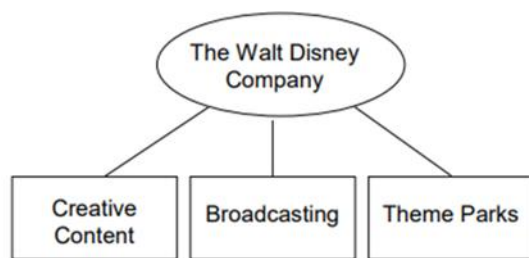 The Walt Disney
Company
Creative
Content
Broadcasting
Theme Parks